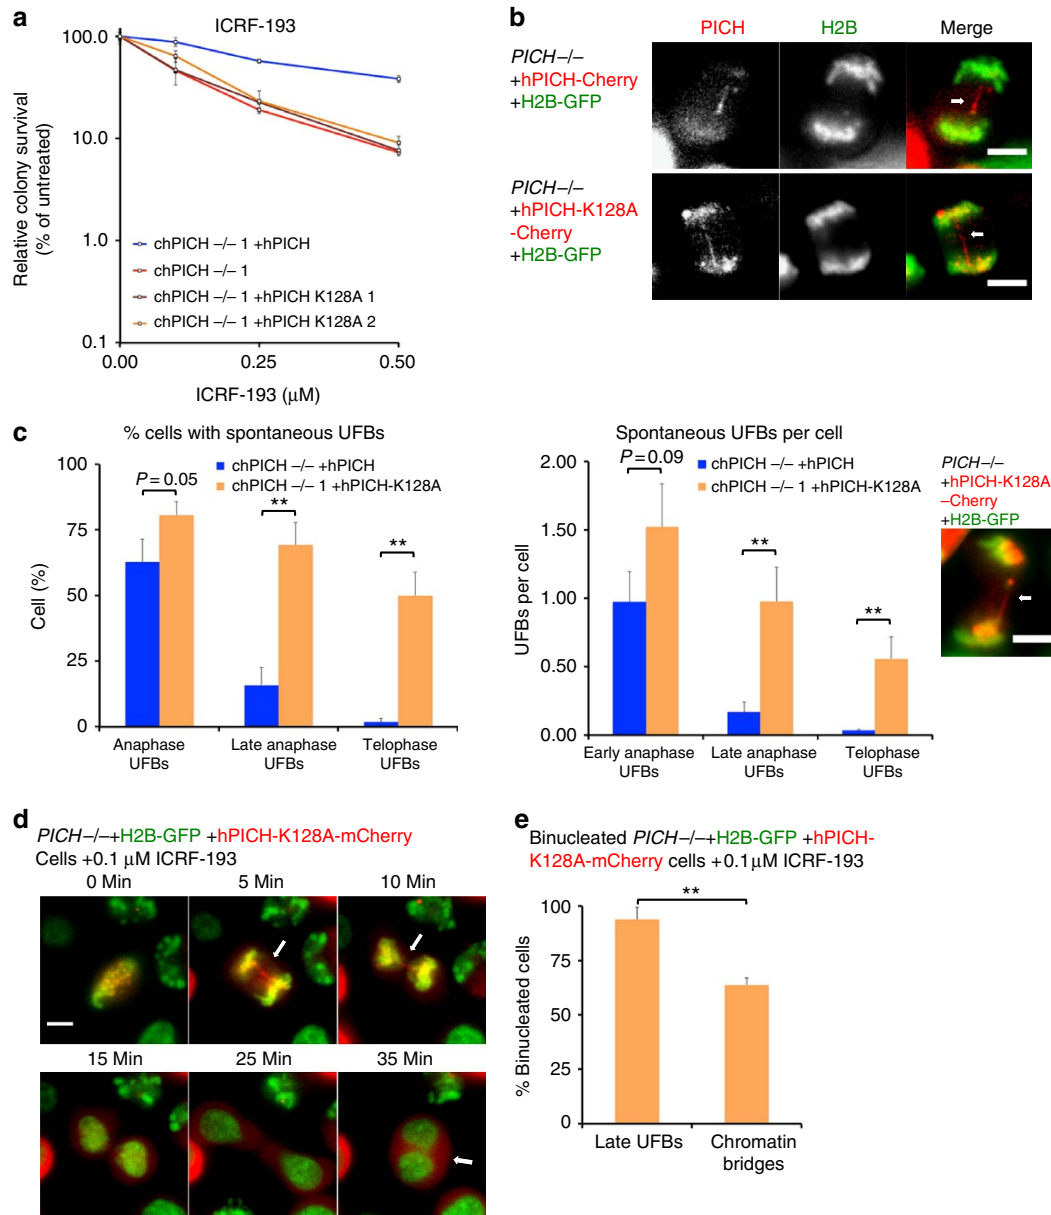 a
ICRF-193
Relative colony survival
(% of untreated)
100.0
10.0
1.0
0.1
chPICH –/– 1 +hPICH
chPICH –/– 1
chPICH –/– 1 +hPICH K128A 1
chPICH –/– 1 +hPICH K128A 2
0.00
0.25
0.50
ICRF-193 (μM)
b
PICH
H2B
Merge
PICH–/–
+hPICH-Cherry
+H2B-GFP
PICH–/–
+hPICH-K128A
-Cherry
+H2B-GFP
c
% cells with spontaneous UFBs
chPICH –/– +hPICH
chPICH –/– 1 +hPICH-K128A
Cell (%)
100
75
50
25
0
P = 0.05
**
**
Anaphase
UFBs
Late anaphase
UFBs
Telophase
UFBs
Spontaneous UFBs per cell
chPICH –/– +hPICH
chPICH –/– 1 +hPICH-K128A
UFBs per cell
2.00
1.50
1.00
0.50
0.00
P = 0.09
**
**
Early anaphase
UFBs
Late anaphase
UFBs
Telophase
UFBs
PICH–/–
+hPICH-K128A
–Cherry
+H2B-GFP
d
PICH–/–+H2B-GFP +hPICH-K128A-mCherry
Cells +0.1 μM ICRF-193
0 Min
5 Min
10 Min
15 Min
25 Min
35 Min
e
Binucleated PICH–/–+H2B-GFP +hPICH-
K128A-mCherry cells +0.1μM ICRF-193
% Binucleated cells
100
75
50
25
0
**
Late UFBs
Chromatin
bridges